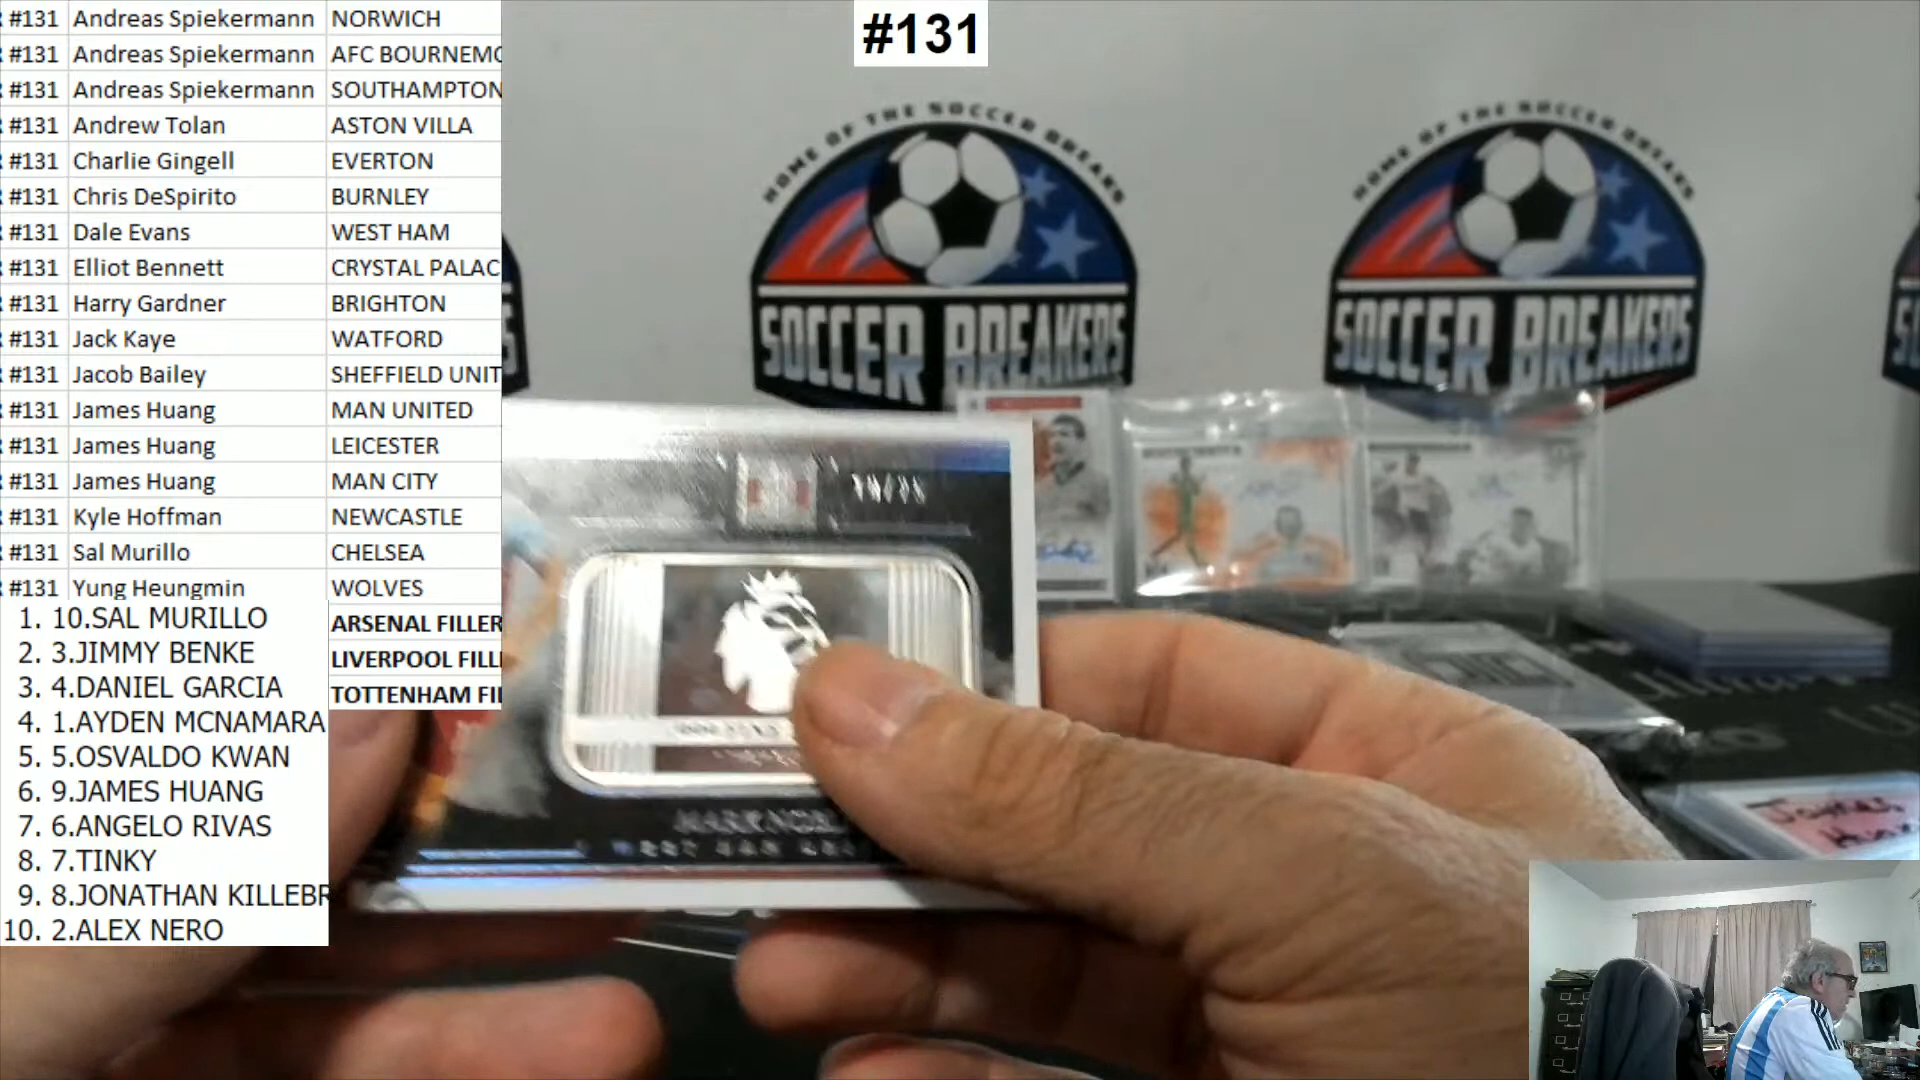 #131
#131 Andreas Spiekermann NORWICH
#131 Andreas Spiekermann AFC BOURNEMO
#131 Andreas Spiekermann SOUTHAMPTON
#131 Andrew Tolan ASTON VILLA
#131 Charlie Gingell EVERTON
#131 Chris DeSpirito BURNLEY
#131 Dale Evans WEST HAM
#131 Elliot Bennett CRYSTAL PALAC
#131 Harry Gardner BRIGHTON
#131 Jack Kaye WATFORD
#131 Jacob Bailey SHEFFIELD UNIT
#131 James Huang MAN UNITED
#131 James Huang LEICESTER
#131 James Huang MAN CITY
#131 Kyle Hoffman NEWCASTLE
#131 Sal Murillo CHELSEA
#131 Yung Heungmin WOLVES
ARSENAL FILLER
LIVERPOOL FILL
TOTTENHAM FI
1. 10.SAL MURILLO
2. 3.JIMMY BENKE
3. 4.DANIEL GARCIA
4. 1.AYDEN MCNAMARA
5. 5.OSVALDO KWAN
6. 9.JAMES HUANG
7. 6.ANGELO RIVAS
8. 7.TINKY
9. 8.JONATHAN KILLEBR
10. 2.ALEX NERO
HOME OF THE SOCCER BREAKS
SOCCER BREAKERS
HOME OF THE SOCCER BREAKS
SOCCER BREAKERS
MARK NOBL